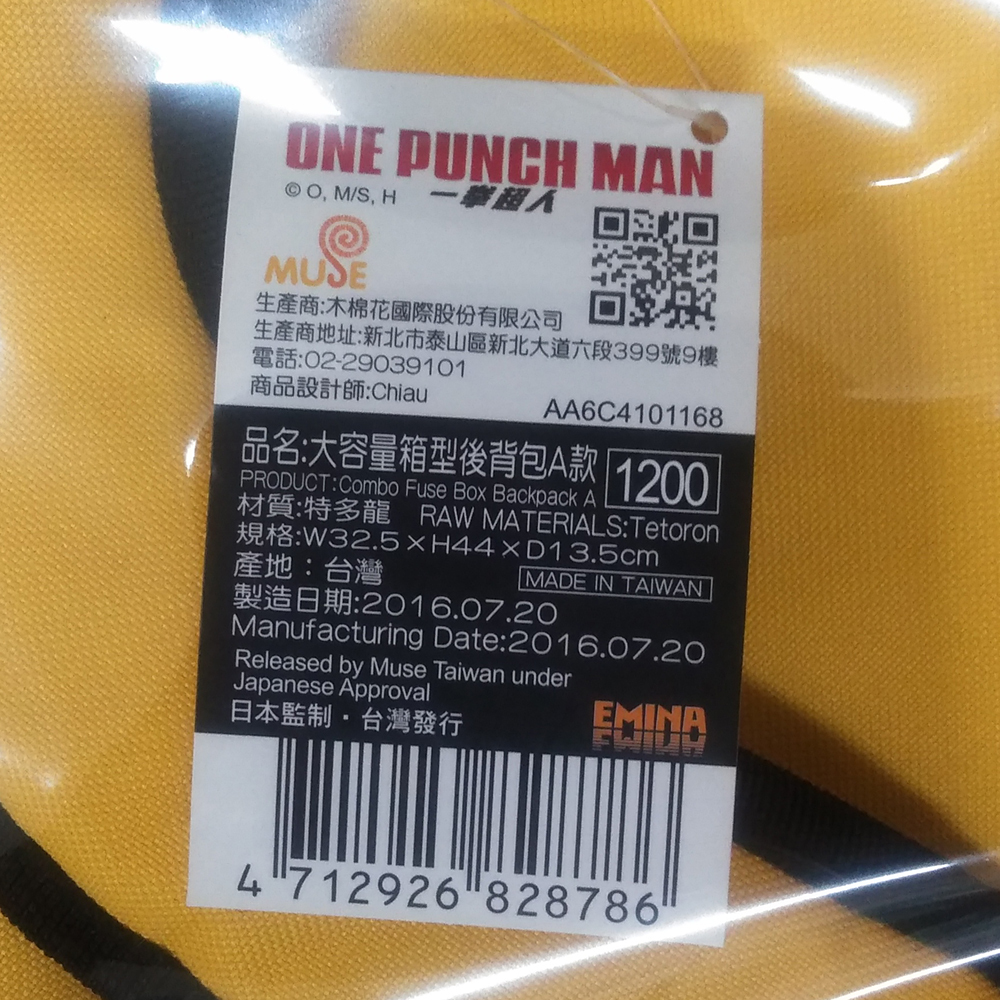 ONE PUNCH MAN
© O, M/S, H 一拳超人
MUSE
生產商:木棉花國際股份有限公司
生產商地址:新北市泰山區新北大道六段399號9樓
電話:02-29039101
商品設計師:Chiau
AA6C4101168
品名:大容量箱型後背包A款 1200
PRODUCT:Combo Fuse Box Backpack A
材質:特多龍 RAW MATERIALS:Tetoron
規格:W32.5×H44×D13.5cm
產地：台灣 MADE IN TAIWAN
製造日期:2016.07.20
Manufacturing Date:2016.07.20
Released by Muse Taiwan under
Japanese Approval
日本監制・台灣發行
EMINA
4 712926 828786